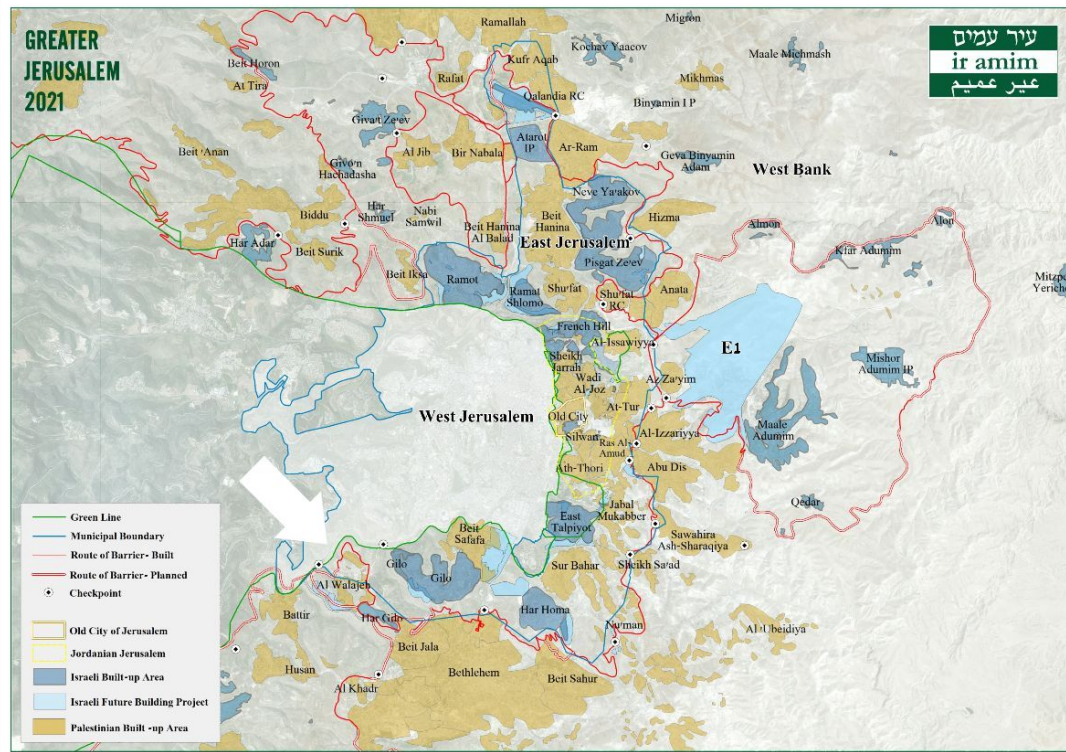 GREATER
JERUSALEM
2021
עיר עמים
ir amim
عير عميم
Ramallah
Migron
Beit Horon
At Tira
Rafat
Kufr Aqab
Kochav Yaacov
Maale Michmash
Mikhmas
Qalandia RC
Binyamin I P
Giva't Ze'ev
Atarot
IP
Beit 'Anan
Al Jib
Bir Nabala
Ar-Ram
Geva Binyamin
Adam
West Bank
Givo'n
Hachadasha
Neve Ya'akov
Har
Shmuel
Nabi
Samwil
Biddu
Beit Hanina
Al Balad
Beit
Hanina
Hizma
Almon
Alon
Har Adar
Beit Surik
East Jerusalem
Kfar Adumim
Beit Iksa
Ramot
Pisgat Ze'ev
Mitzpe
Yericho
Ramat
Shlomo
Shu'fat
Shu'fat
RC
Anata
French Hill
Al-Issawiyya
E1
Sheikh
Jarrah
Mishor
Adumim IP
Wadi
Al-Joz
Az Za'yim
West Jerusalem
Old City
At-Tur
Maale
Adumim
Silwan
Ras Al-
Amud
Al-Izzariyya
Ath-Thori
Abu Dis
Qedar
East
Talpiyot
Jabal
Mukabber
Beit
Safafa
Sawahira
Ash-Sharaqiya
Gilo
Gilo
Sur Bahar
Sheikh Sa'ad
Al Walajeh
Battir
Har Gilo
Har Homa
Nu'man
Al 'Ubeidiya
Beit Jala
Husan
Bethlehem
Beit Sahur
Al Khadr
Green Line
Municipal Boundary
Route of Barrier- Built
Route of Barrier- Planned
Checkpoint
Old City of Jerusalem
Jordanian Jerusalem
Israeli Built-up Area
Israeli Future Building Project
Palestinian Built -up Area